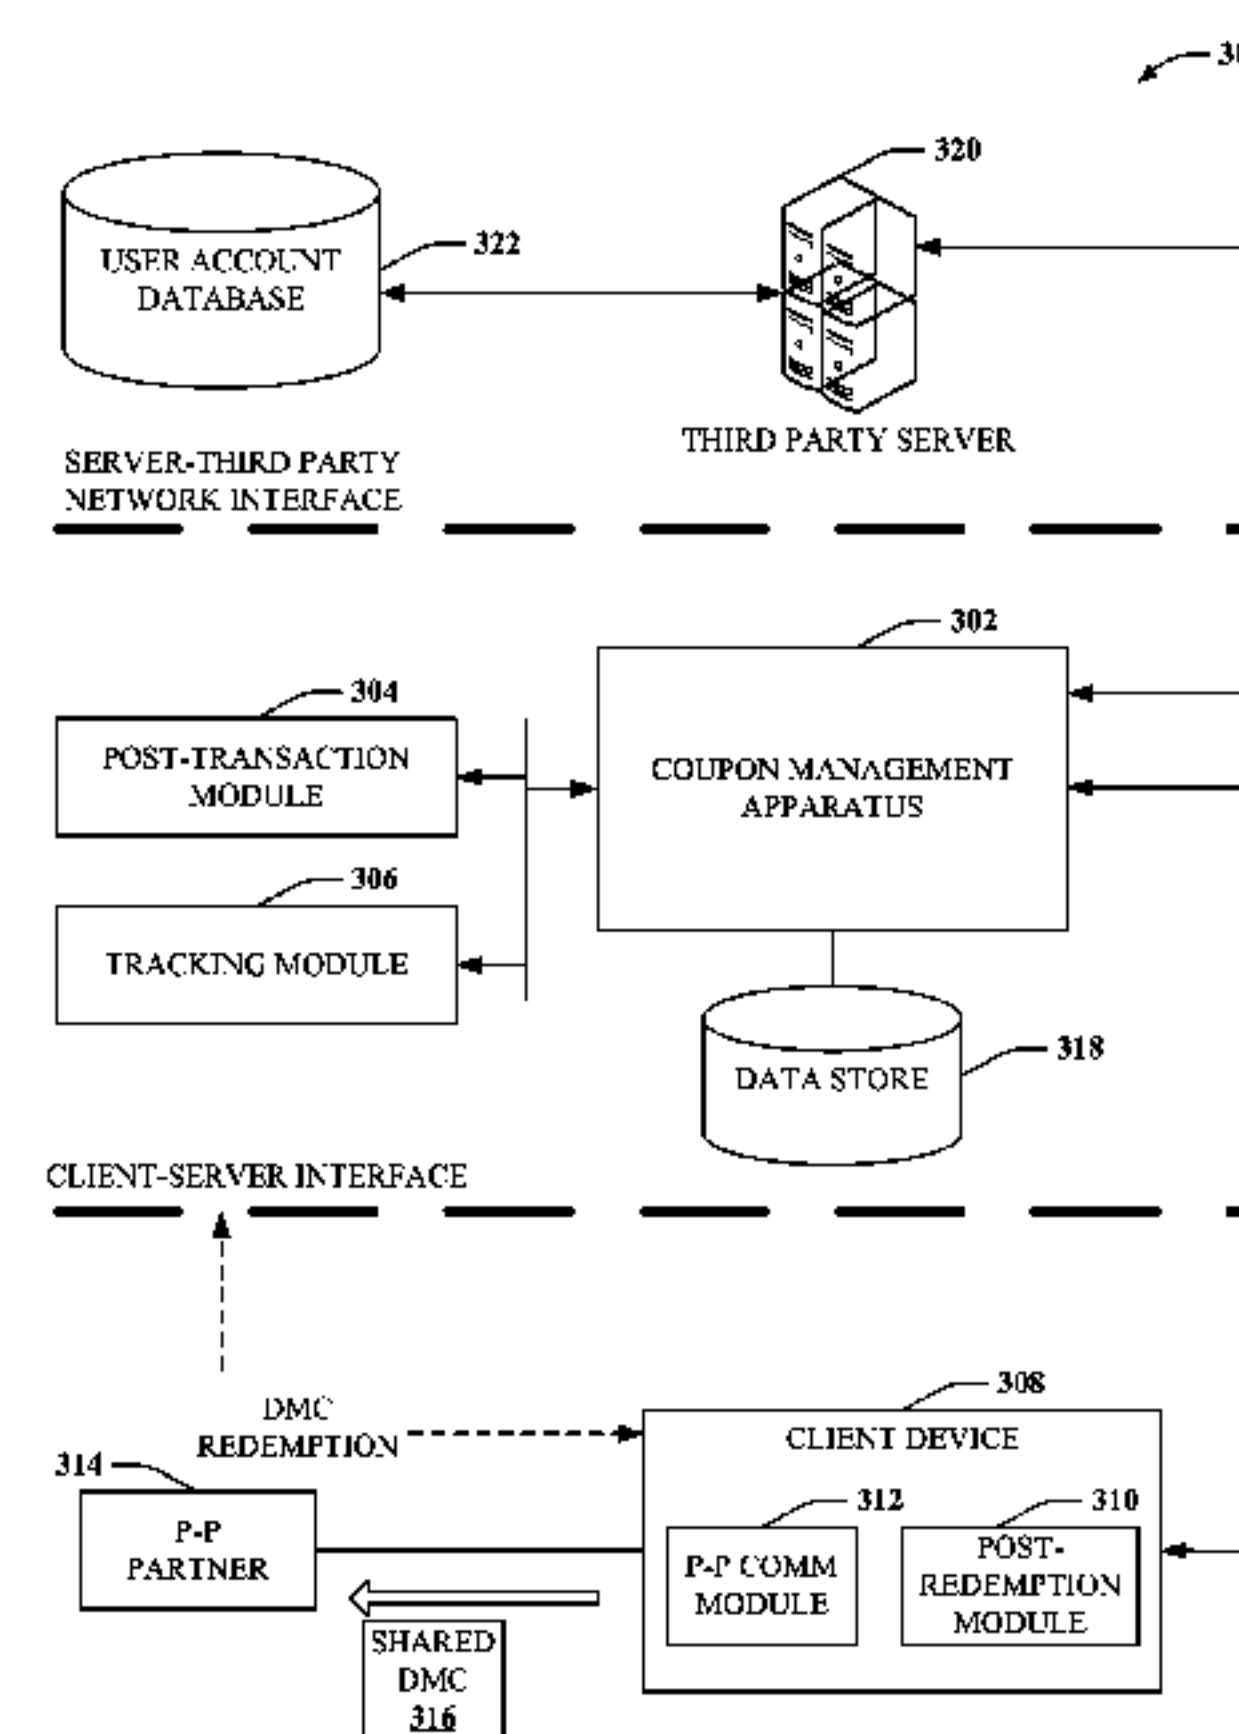 320
322
USER ACCOUNT
DATABASE
THIRD PARTY SERVER
SERVER-THIRD PARTY
NETWORK INTERFACE
302
304
POST-TRANSACTION
MODULE
COUPON MANAGEMENT
APPARATUS
306
TRACKING MODULE
318
DATA STORE
CLIENT-SERVER INTERFACE
308
DMC
REDEMPTION
CLIENT DEVICE
314
312
310
P-P
PARTNER
P-P COMM
MODULE
POST-
REDEMPTION
MODULE
SHARED
DMC
316